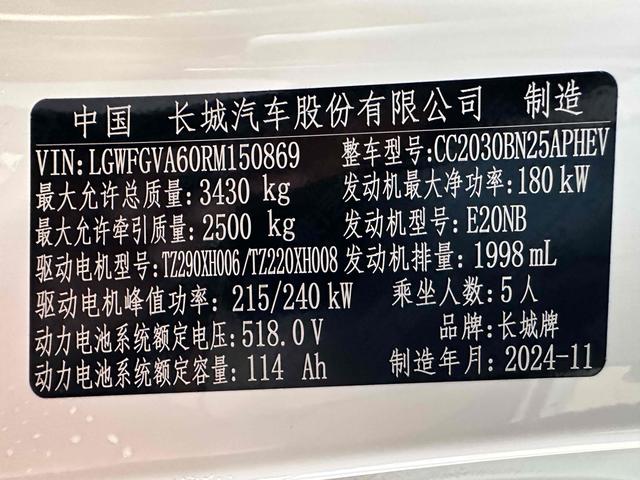 中国 长城汽车股份有限公司 制造
VIN: LGWFGVA60RM150869 整车型号:CC2030BN25APHEV
最大允许总质量: 3430 kg 发动机最大净功率: 180 kW
最大允许牵引质量: 2500 kg 发动机型号: E20NB
驱动电机型号: TZ290XH006/TZ220XH008 发动机排量: 1998 mL
驱动电机峰值功率: 215/240 kW 乘坐人数: 5 人
动力电池系统额定电压: 518.0 V 品牌: 长城牌
动力电池系统额定容量: 114 Ah 制造年月: 2024-11